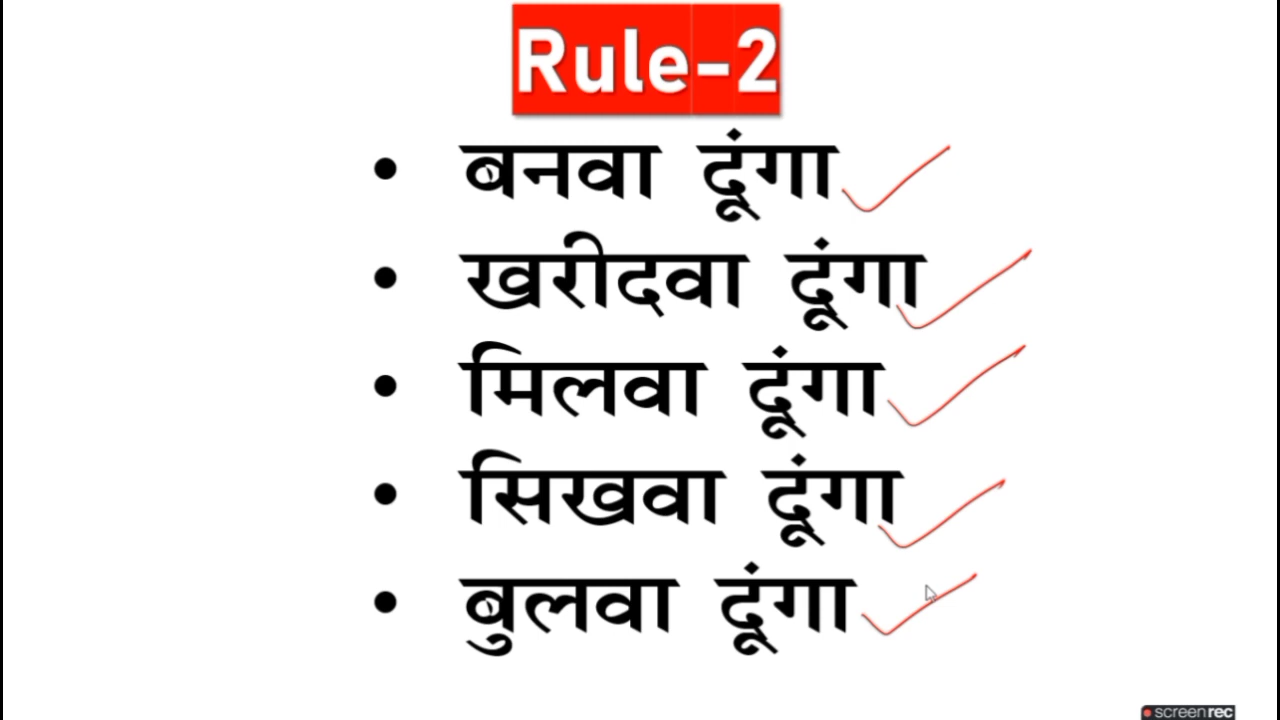 Rule-2
• बनवा दूंगा
• खरीदवा दूंगा
• मिलवा दूंगा
• सिखवा दूंगा
• बुलवा दूंगा
screenrec